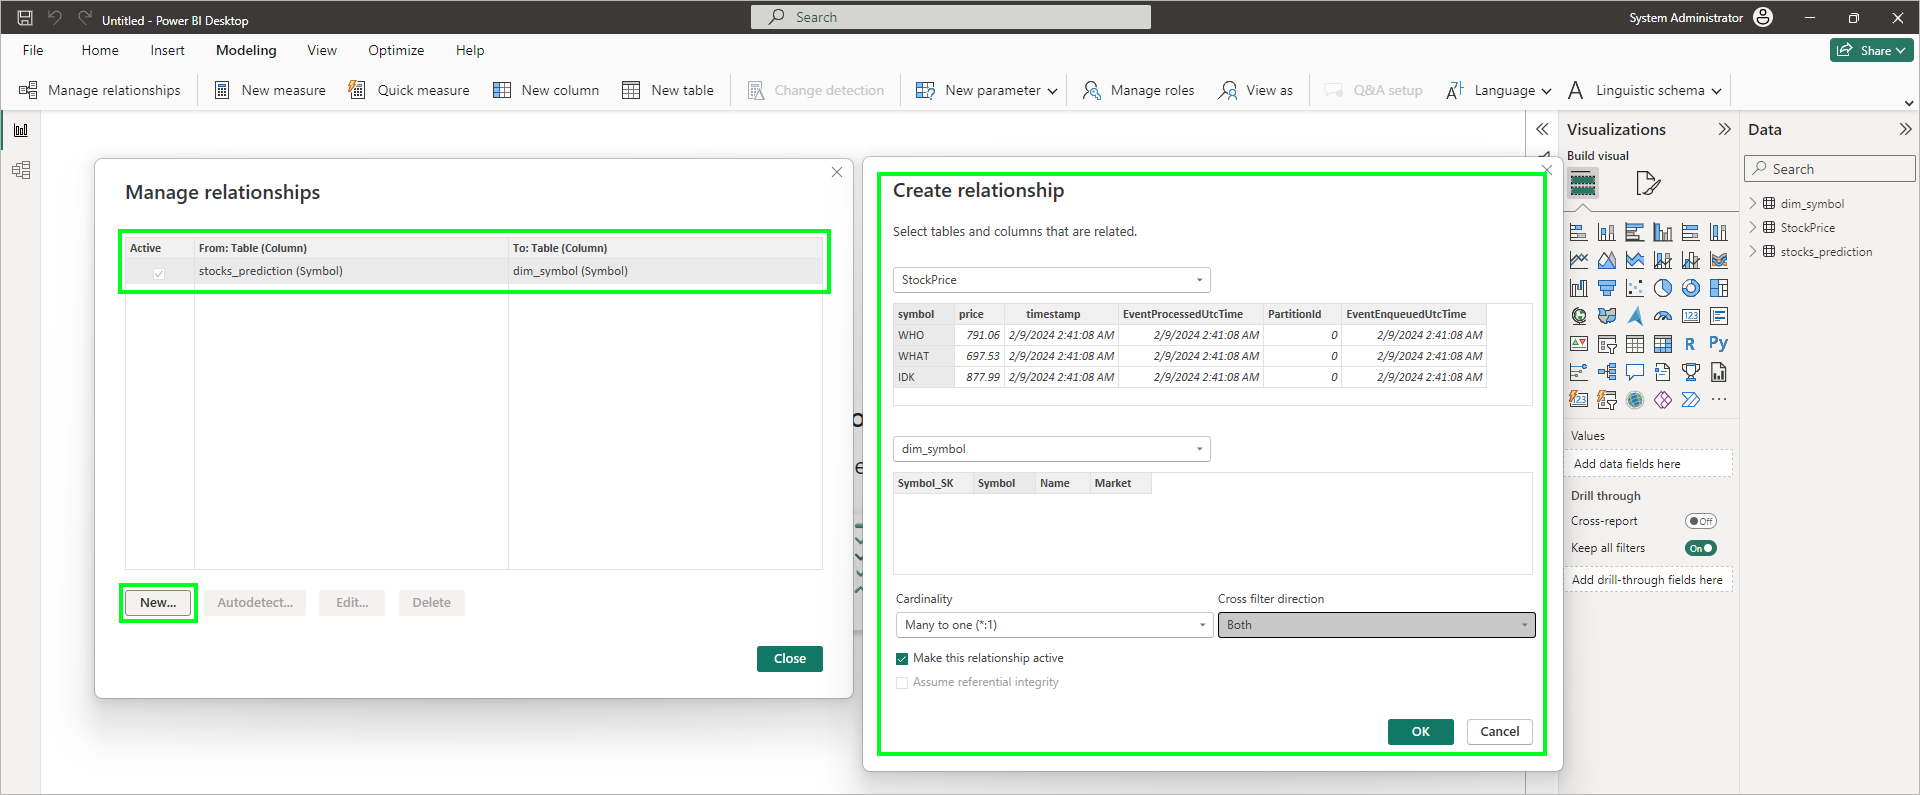 Untitled - Power BI Desktop
Search
System Administrator
File Home Insert Modeling View Optimize Help
Share
Manage relationships New measure Quick measure New column New table Change detection New parameter Manage roles View as Q&A setup Language Linguistic schema
Manage relationships
Active From: Table (Column) To: Table (Column)
stocks_prediction (Symbol) dim_symbol (Symbol)
New... Autodetect... Edit... Delete
Close
Create relationship
Select tables and columns that are related.
StockPrice
symbol price timestamp EventProcessedUtcTime PartitionId EventEnqueuedUtcTime
WHO 791.06 2/9/2024 2:41:08 AM 2/9/2024 2:41:08 AM 0 2/9/2024 2:41:08 AM
WHAT 697.53 2/9/2024 2:41:08 AM 2/9/2024 2:41:08 AM 0 2/9/2024 2:41:08 AM
IDK 877.99 2/9/2024 2:41:08 AM 2/9/2024 2:41:08 AM 0 2/9/2024 2:41:08 AM
dim_symbol
Symbol_SK Symbol Name Market
Cardinality Cross filter direction
Many to one (*:1) Both
Make this relationship active
Assume referential integrity
OK Cancel
Visualizations
Build visual
123
R Py
123
Values
Add data fields here
Drill through
Cross-report Off
Keep all filters On
Add drill-through fields here
Data
Search
dim_symbol
StockPrice
stocks_prediction